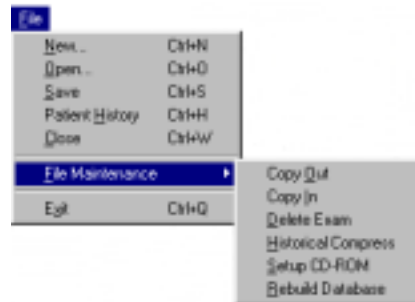 File
New... Ctrl+N
Open... Ctrl+O
Save Ctrl+S
Patient History Ctrl+H
Close Ctrl+W
File Maintenance
Exit Ctrl+Q
Copy Out
Copy In
Delete Exam
Historical Compress
Setup CD-ROM
Rebuild Database